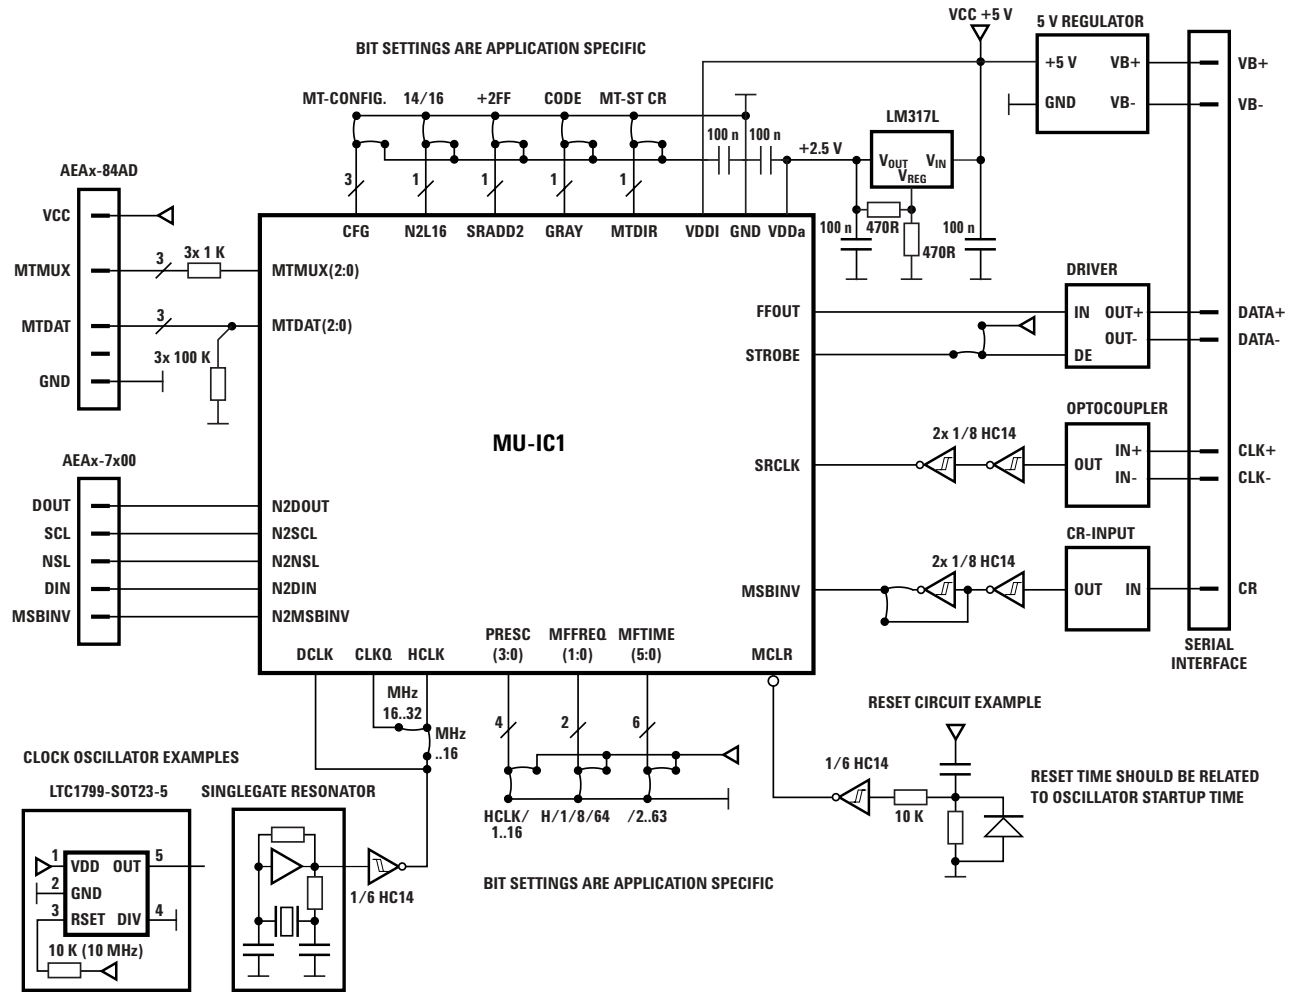 VCC +5 V
5 V REGULATOR
BIT SETTINGS ARE APPLICATION SPECIFIC
+5 V VB+
VB+
GND VB-
VB-
MT-CONFIG. 14/16 +2FF CODE MT-ST CR
LM317L
100 n 100 n
+2.5 V
VOUT VIN
VREG
AEAx-84AD
3 1 1 1 1
VCC
470R
100 n
100 n
470R
CFG N2L16 SRADD2 GRAY MTDIR VDDI GND VDDa
3 3x 1 K
MTMUX
MTMUX(2:0)
DRIVER
3
MTDAT
MTDAT(2:0)
FFOUT
IN OUT+
DATA+
OUT-
DATA-
3x 100 K
STROBE
DE
GND
OPTOCOUPLER
MU-IC1
2x 1/8 HC14
IN+
CLK+
AEAx-7x00
SRCLK
OUT
IN-
CLK-
DOUT
N2DOUT
SCL
N2SCL
CR-INPUT
NSL
N2NSL
2x 1/8 HC14
DIN
N2DIN
MSBINV
OUT IN
CR
MSBINV
N2MSBINV
PRESC MFFREQ MFTIME
(3:0) (1:0) (5:0)
DCLK CLKQ HCLK
MCLR
SERIAL
INTERFACE
MHz
16..32
RESET CIRCUIT EXAMPLE
4 2 6
MHz
..16
CLOCK OSCILLATOR EXAMPLES
1/6 HC14
RESET TIME SHOULD BE RELATED
TO OSCILLATOR STARTUP TIME
LTC1799-SOT23-5
SINGLEGATE RESONATOR
HCLK/
1..16
H/1/8/64
/2..63
10 K
1 VDD OUT 5
2 GND
3 RSET DIV 4
10 K (10 MHz)
1/6 HC14
BIT SETTINGS ARE APPLICATION SPECIFIC